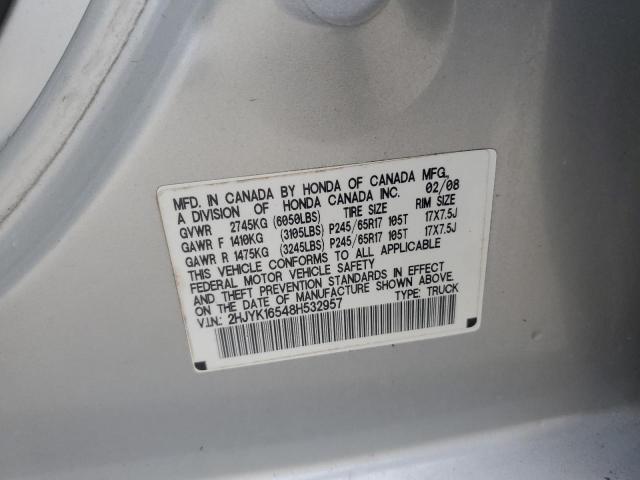 MFD. IN CANADA BY HONDA OF CANADA MFG.,
A DIVISION OF HONDA CANADA INC. 02/08
TIRE SIZE RIM SIZE
GVWR 2745KG (6050LBS)
GAWR F 1410KG (3105LBS) P245/65R17 105T 17X7.5J
GAWR R 1475KG (3245LBS) P245/65R17 105T 17X7.5J
THIS VEHICLE CONFORMS TO ALL APPLICABLE
FEDERAL MOTOR VEHICLE SAFETY
AND THEFT PREVENTION STANDARDS IN EFFECT
ON THE DATE OF MANUFACTURE SHOWN ABOVE.
V.I.N.: 2HJYK16548H532957 TYPE: TRUCK